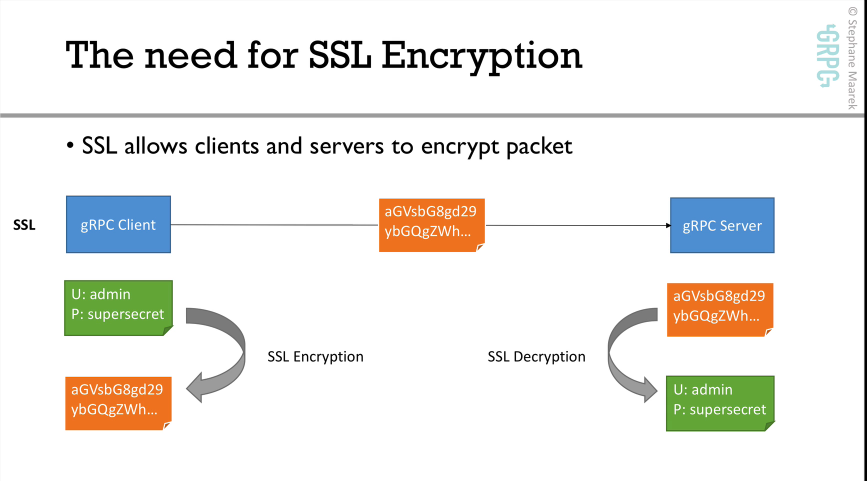 The need for SSL Encryption
© Stephane Maarek
GRPC
• SSL allows clients and servers to encrypt packet
SSL
gRPC Client
aGVsbG8gd29
ybGQgZWh...
gRPC Server
U: admin
P: supersecret
SSL Encryption
aGVsbG8gd29
ybGQgZWh...
aGVsbG8gd29
ybGQgZWh...
SSL Decryption
U: admin
P: supersecret